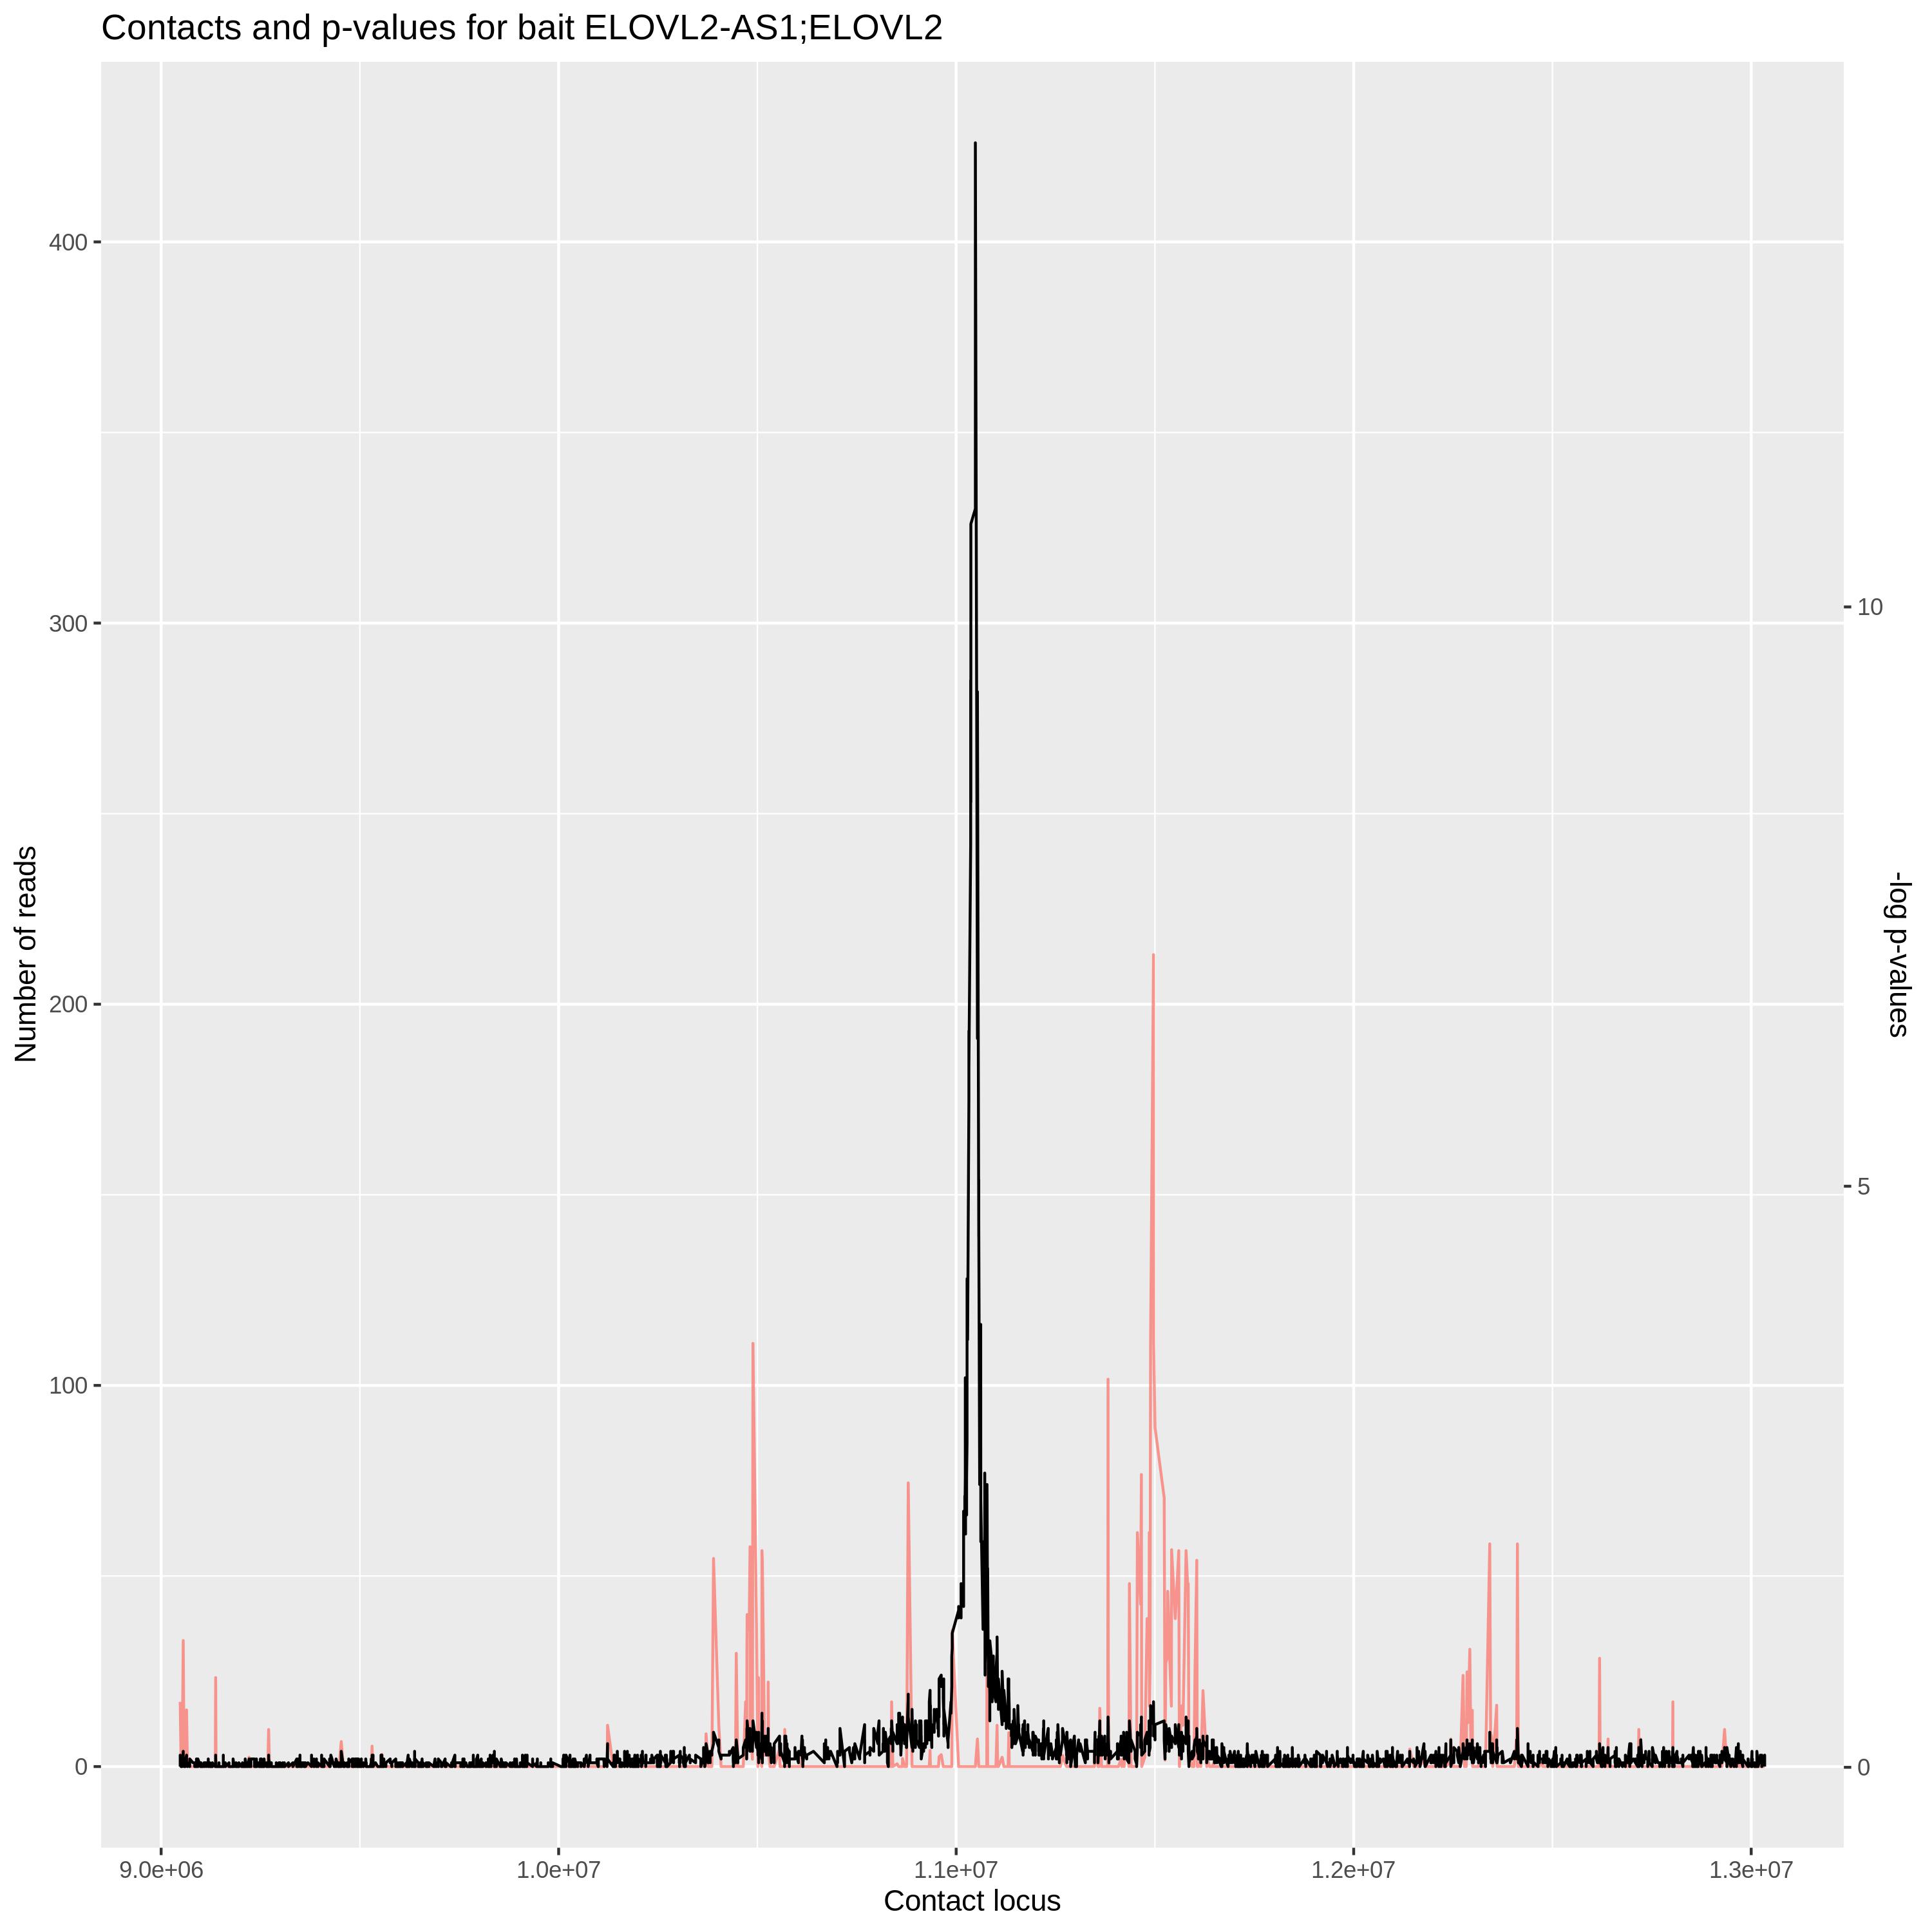 Contacts and p-values for bait ELOVL2-AS1;ELOVL2
Number of reads
400
300
200
100
0
10
5
0
-log p-values
9.0e+06
1.0e+07
1.1e+07
1.2e+07
1.3e+07
Contact locus